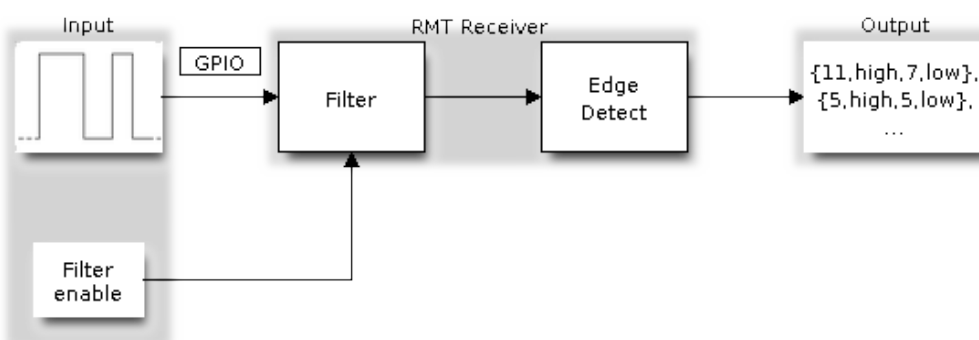 Input
RMT Receiver
Output
GPIO
Filter
Edge
Detect
{11,high,7,low},
{5,high,5,low},
...
Filter
enable